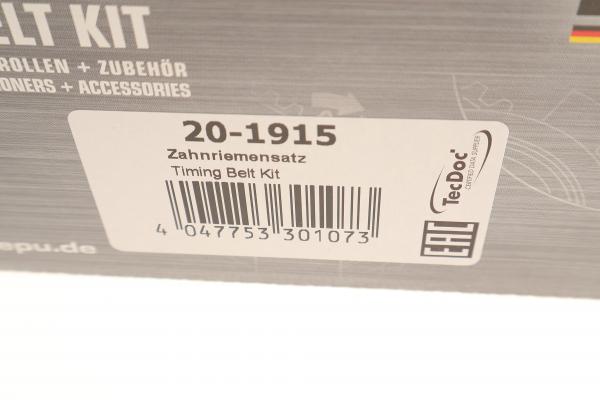 ELT KIT
ROLLEN + ZUBEHÖR
ONERS + ACCESSORIES
20-1915
Zahnriemensatz
Timing Belt Kit
4 047753 301073
TecDoc
CERTIFIED DATA SUPPLIER
EAC
epu.de